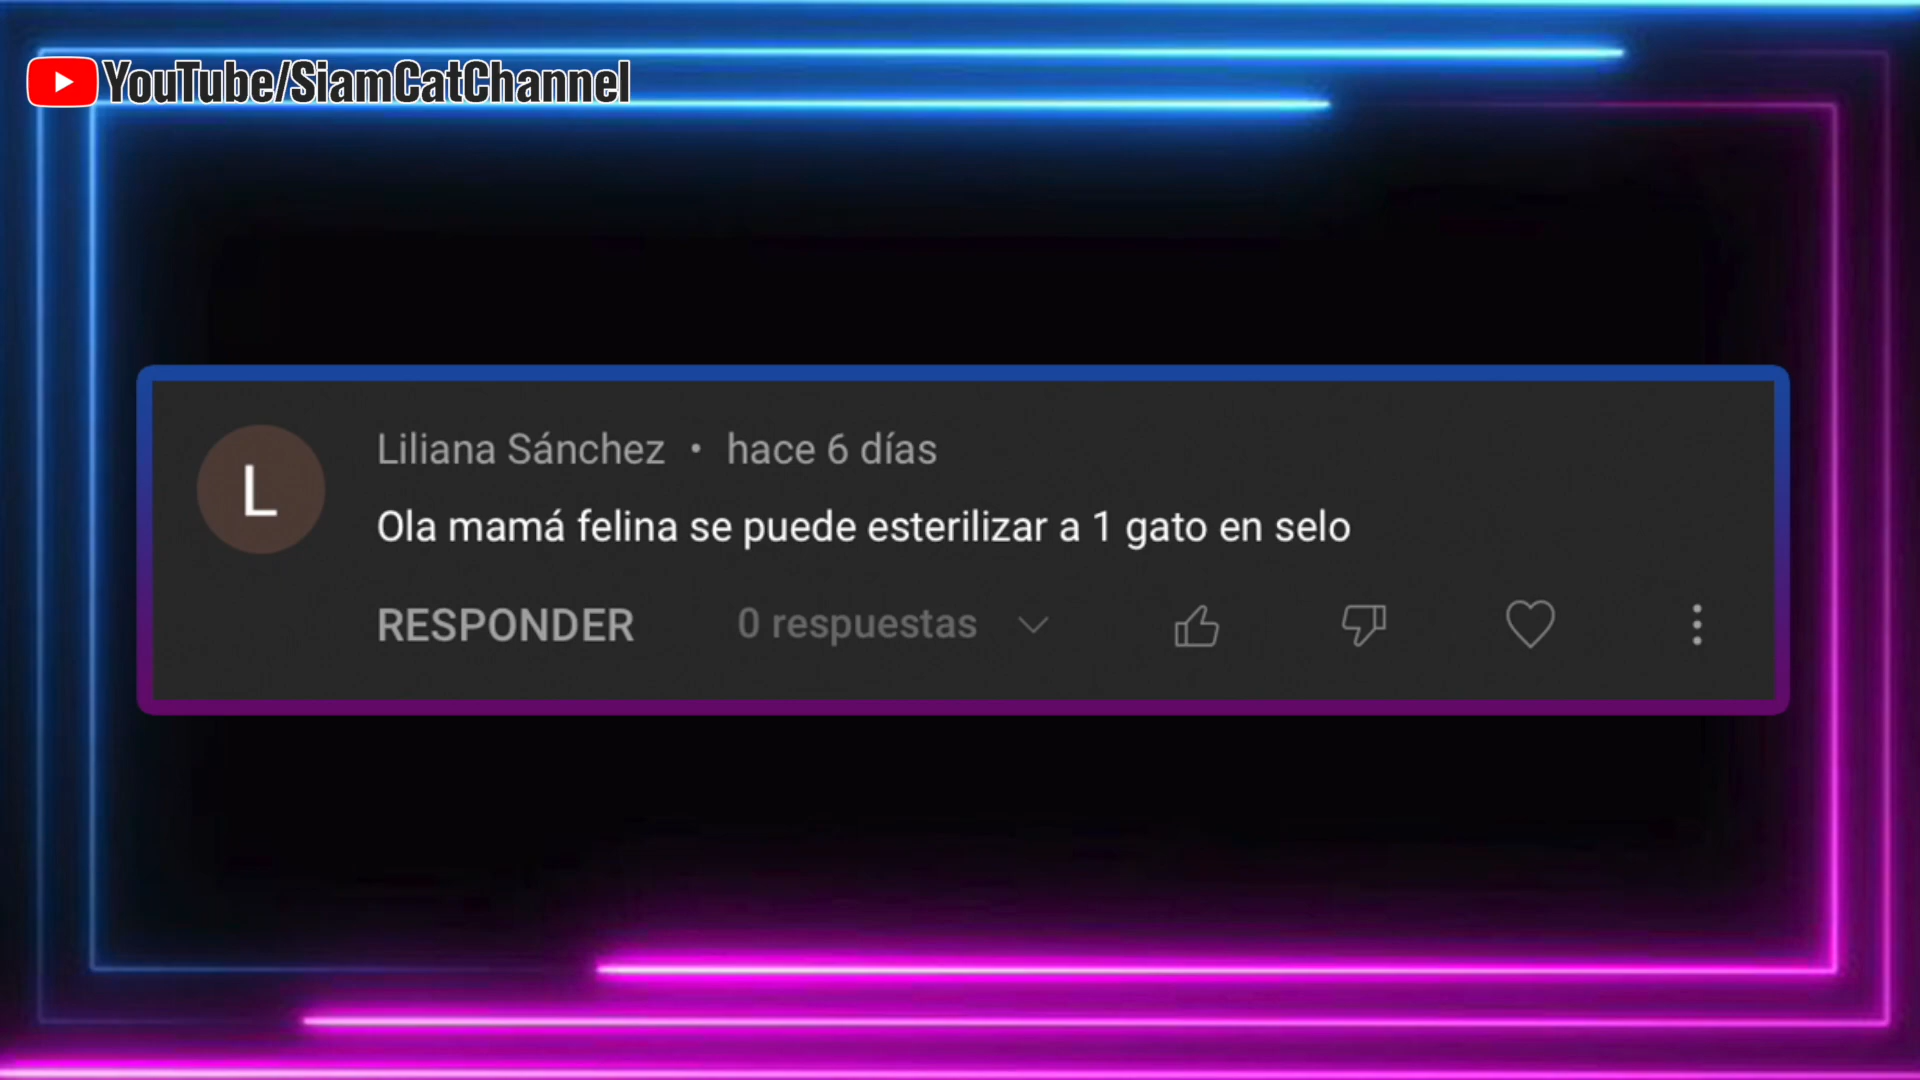 YouTube/SiamCatChannel
Liliana Sánchez • hace 6 días
L
Ola mamá felina se puede esterilizar a 1 gato en selo
RESPONDER 0 respuestas